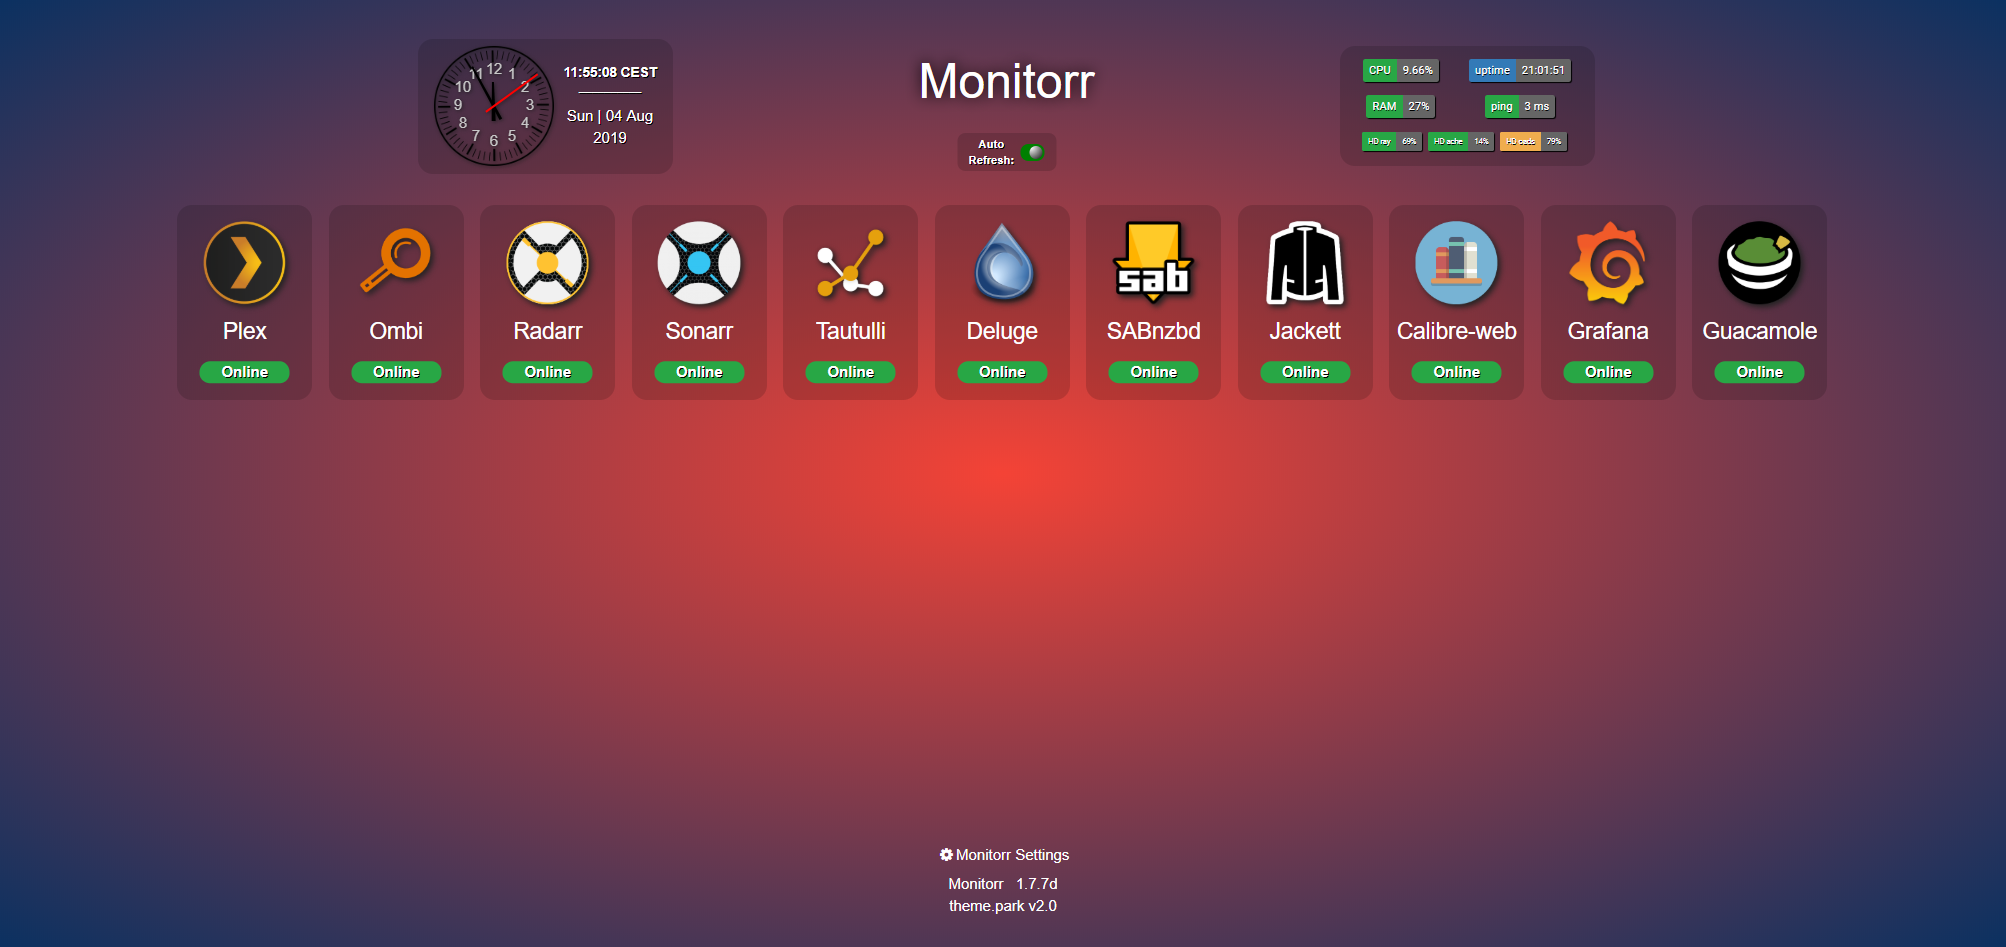 12
1
2
3
4
5
6
7
8
9
10
11
11:55:08 CEST
Sun | 04 Aug
2019
Monitorr
Auto
Refresh:
CPU 9.66%
uptime 21:01:51
RAM 27%
ping 3 ms
HD ray 69%
HD ache 14%
HD oads 79%
sab
Plex
Ombi
Radarr
Sonarr
Tautulli
Deluge
SABnzbd
Jackett
Calibre-web
Grafana
Guacamole
Online
Online
Online
Online
Online
Online
Online
Online
Online
Online
Online
Monitorr Settings
Monitorr 1.7.7d
theme.park v2.0